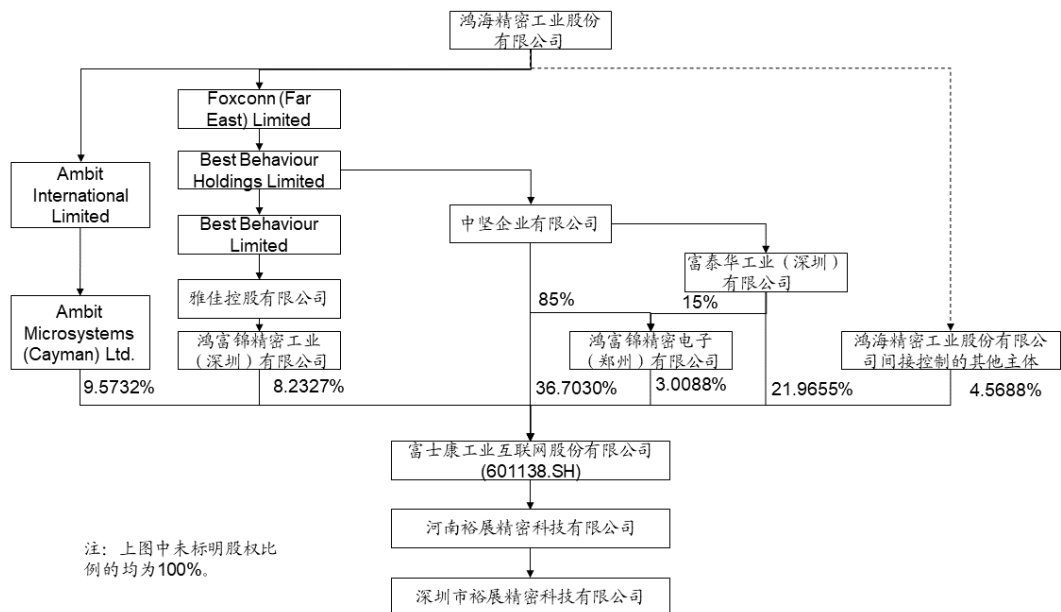 鸿海精密工业股份
有限公司
Foxconn (Far
East) Limited
Best Behaviour
Holdings Limited
Ambit
International
Limited
中坚企业有限公司
Best Behaviour
Limited
富泰华工业（深圳）
有限公司
雅佳控股有限公司
85%
15%
Ambit
Microsystems
(Cayman) Ltd.
鸿富锦精密工业
（深圳）有限公司
鸿富锦精密电子
（郑州）有限公司
鸿海精密工业股份有限公
司间接控制的其他主体
9.5732%
8.2327%
36.7030%
3.0088%
21.9655%
4.5688%
富士康工业互联网股份有限公司
(601138.SH)
河南裕展精密科技有限公司
注：上图中未标明股权比
例的均为100%。
深圳市裕展精密科技有限公司